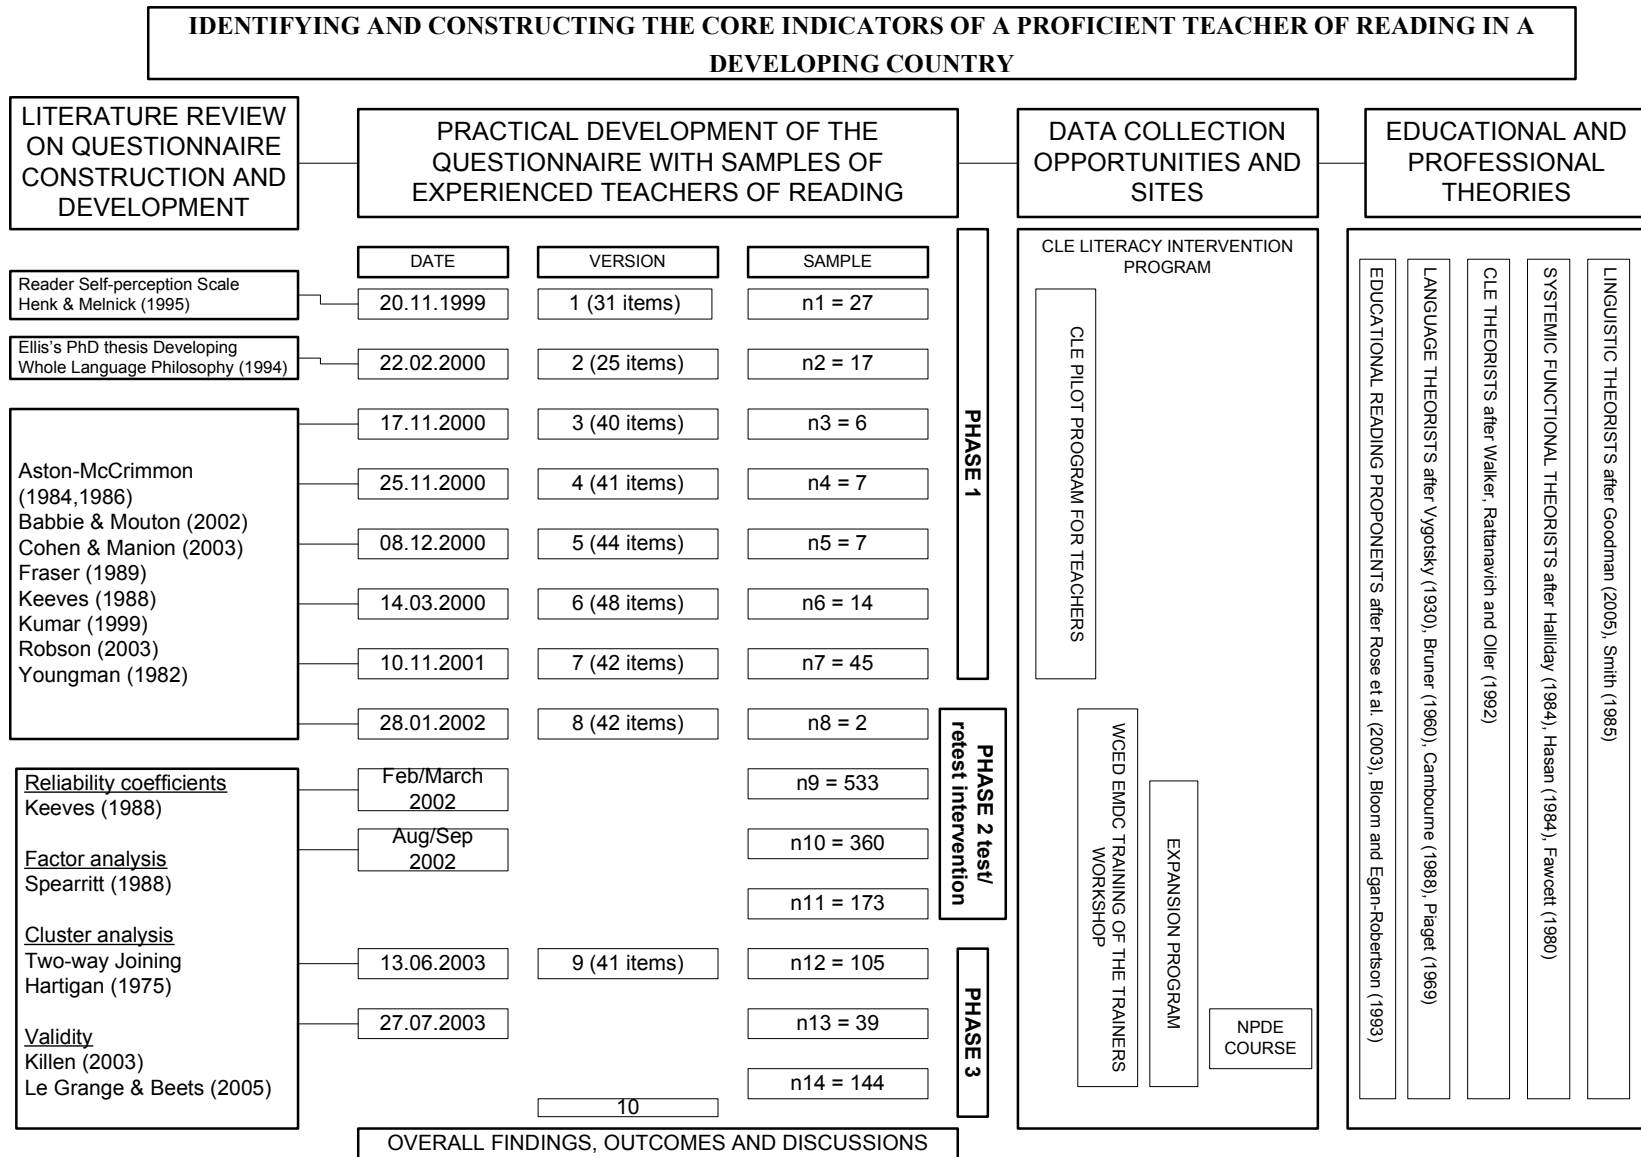 IDENTIFYING AND CONSTRUCTING THE CORE INDICATORS OF A PROFICIENT TEACHER OF READING IN A
DEVELOPING COUNTRY
LITERATURE REVIEW
ON QUESTIONNAIRE
CONSTRUCTION AND
DEVELOPMENT
PRACTICAL DEVELOPMENT OF THE
QUESTIONNAIRE WITH SAMPLES OF
EXPERIENCED TEACHERS OF READING
DATA COLLECTION
OPPORTUNITIES AND
SITES
EDUCATIONAL AND
PROFESSIONAL
THEORIES
Reader Self-perception Scale
Henk & Melnick (1995)
Ellis's PhD thesis Developing
Whole Language Philosophy (1994)
Aston-McCrimmon
(1984,1986)
Babbie & Mouton (2002)
Cohen & Manion (2003)
Fraser (1989)
Keeves (1988)
Kumar (1999)
Robson (2003)
Youngman (1982)
Reliability coefficients
Keeves (1988)
Factor analysis
Spearritt (1988)
Cluster analysis
Two-way Joining
Hartigan (1975)
Validity
Killen (2003)
Le Grange & Beets (2005)
DATE
VERSION
SAMPLE
20.11.1999
1 (31 items)
n1 = 27
22.02.2000
2 (25 items)
n2 = 17
17.11.2000
3 (40 items)
n3 = 6
25.11.2000
4 (41 items)
n4 = 7
08.12.2000
5 (44 items)
n5 = 7
14.03.2000
6 (48 items)
n6 = 14
10.11.2001
7 (42 items)
n7 = 45
28.01.2002
8 (42 items)
n8 = 2
Feb/March
2002
n9 = 533
Aug/Sep
2002
n10 = 360
n11 = 173
13.06.2003
9 (41 items)
n12 = 105
27.07.2003
n13 = 39
n14 = 144
10
OVERALL FINDINGS, OUTCOMES AND DISCUSSIONS
PHASE 1
PHASE 2 test/
retest intervention
PHASE 3
CLE LITERACY INTERVENTION
PROGRAM
CLE PILOT PROGRAM FOR TEACHERS
WCED EMDC TRAINING OF THE TRAINERS
WORKSHOP
EXPANSION PROGRAM
NPDE
COURSE
EDUCATIONAL READING PROPONENTS after Rose et al. (2003), Bloom and Egan-Robertson (1993)
LANGUAGE THEORISTS after Vygotsky (1930), Bruner (1960), Cambourne (1988), Piaget (1969)
CLE THEORISTS after Walker, Rattanavich and Oller (1992)
SYSTEMIC FUNCTIONAL THEORISTS after Halliday (1984), Hasan (1984), Fawcett (1980)
LINGUISTIC THEORISTS after Goodman (2005), Smith (1985)